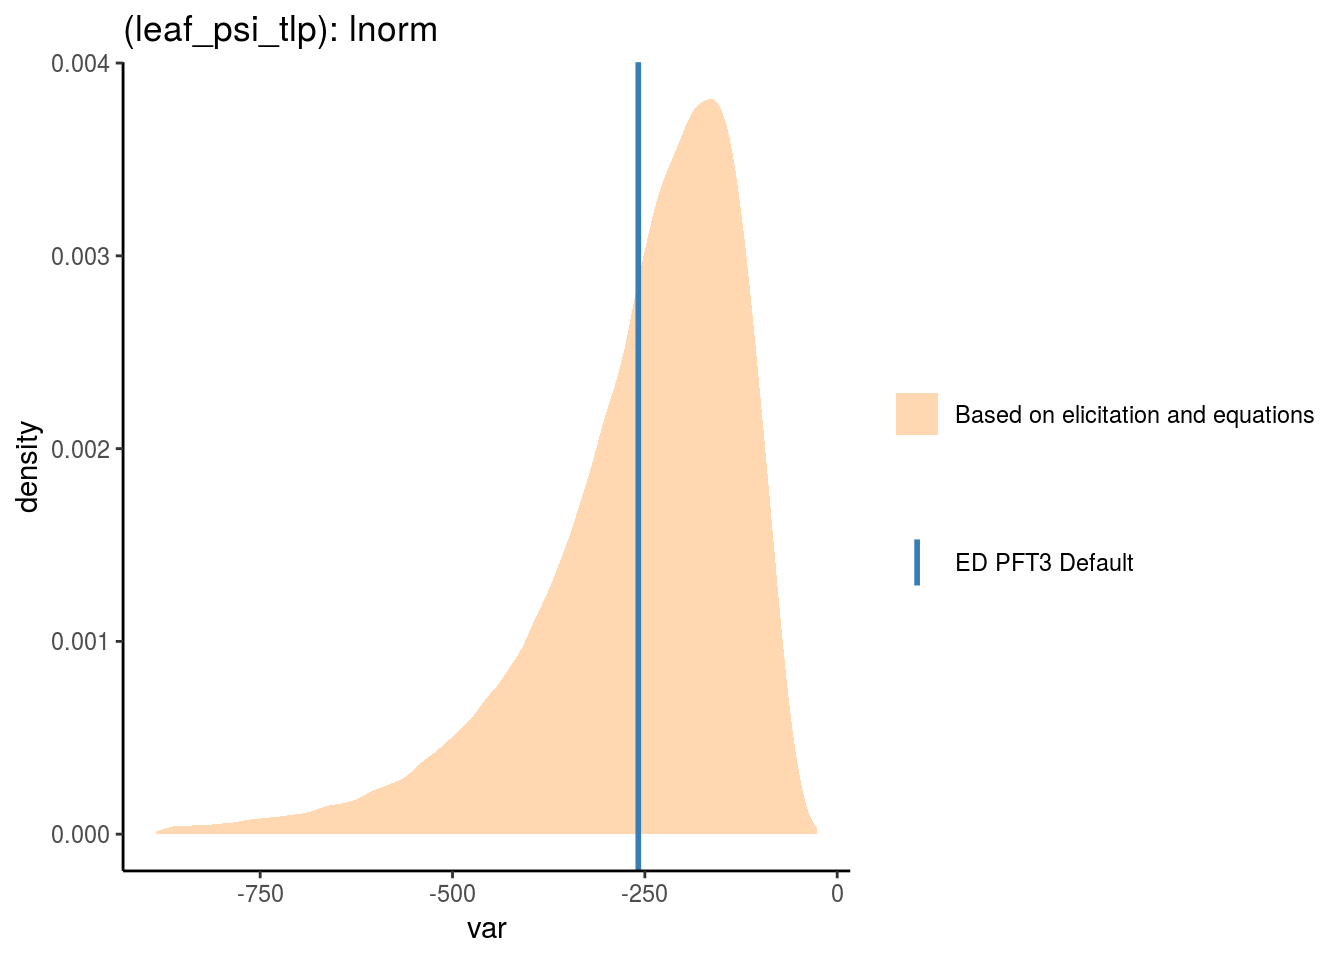 (leaf_psi_tlp): lnorm
0.004
0.003
0.002
0.001
0.000
density
-750
-500
-250
0
var
Based on elicitation and equations
ED PFT3 Default